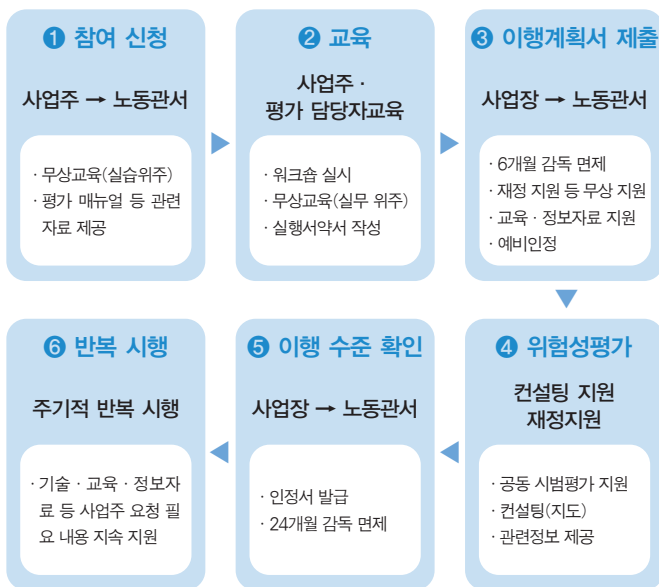 ❶ 참여 신청
사업주 → 노동관서
· 무상교육(실습위주)
· 평가 매뉴얼 등 관련
자료 제공
❷ 교육
사업주 ·
평가 담당자교육
· 워크숍 실시
· 무상교육(실무 위주)
· 실행서약서 작성
❸ 이행계획서 제출
사업장 → 노동관서
· 6개월 감독 면제
· 재정 지원 등 무상 지원
· 교육 · 정보자료 지원
· 예비인정
❹ 위험성평가
컨설팅 지원
재정지원
· 공동 시범평가 지원
· 컨설팅(지도)
· 관련정보 제공
❺ 이행 수준 확인
사업장 → 노동관서
· 인정서 발급
· 24개월 감독 면제
❻ 반복 시행
주기적 반복 시행
· 기술 · 교육 · 정보자
료 등 사업주 요청 필
요 내용 지속 지원